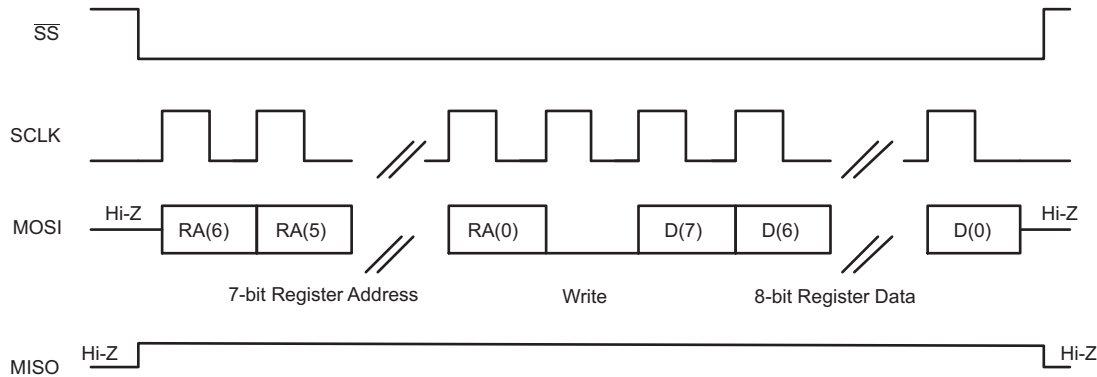 SS
SCLK
MOSI Hi-Z RA(6) RA(5) RA(0) D(7) D(6) D(0) Hi-Z
7-bit Register Address Write 8-bit Register Data
MISO Hi-Z Hi-Z